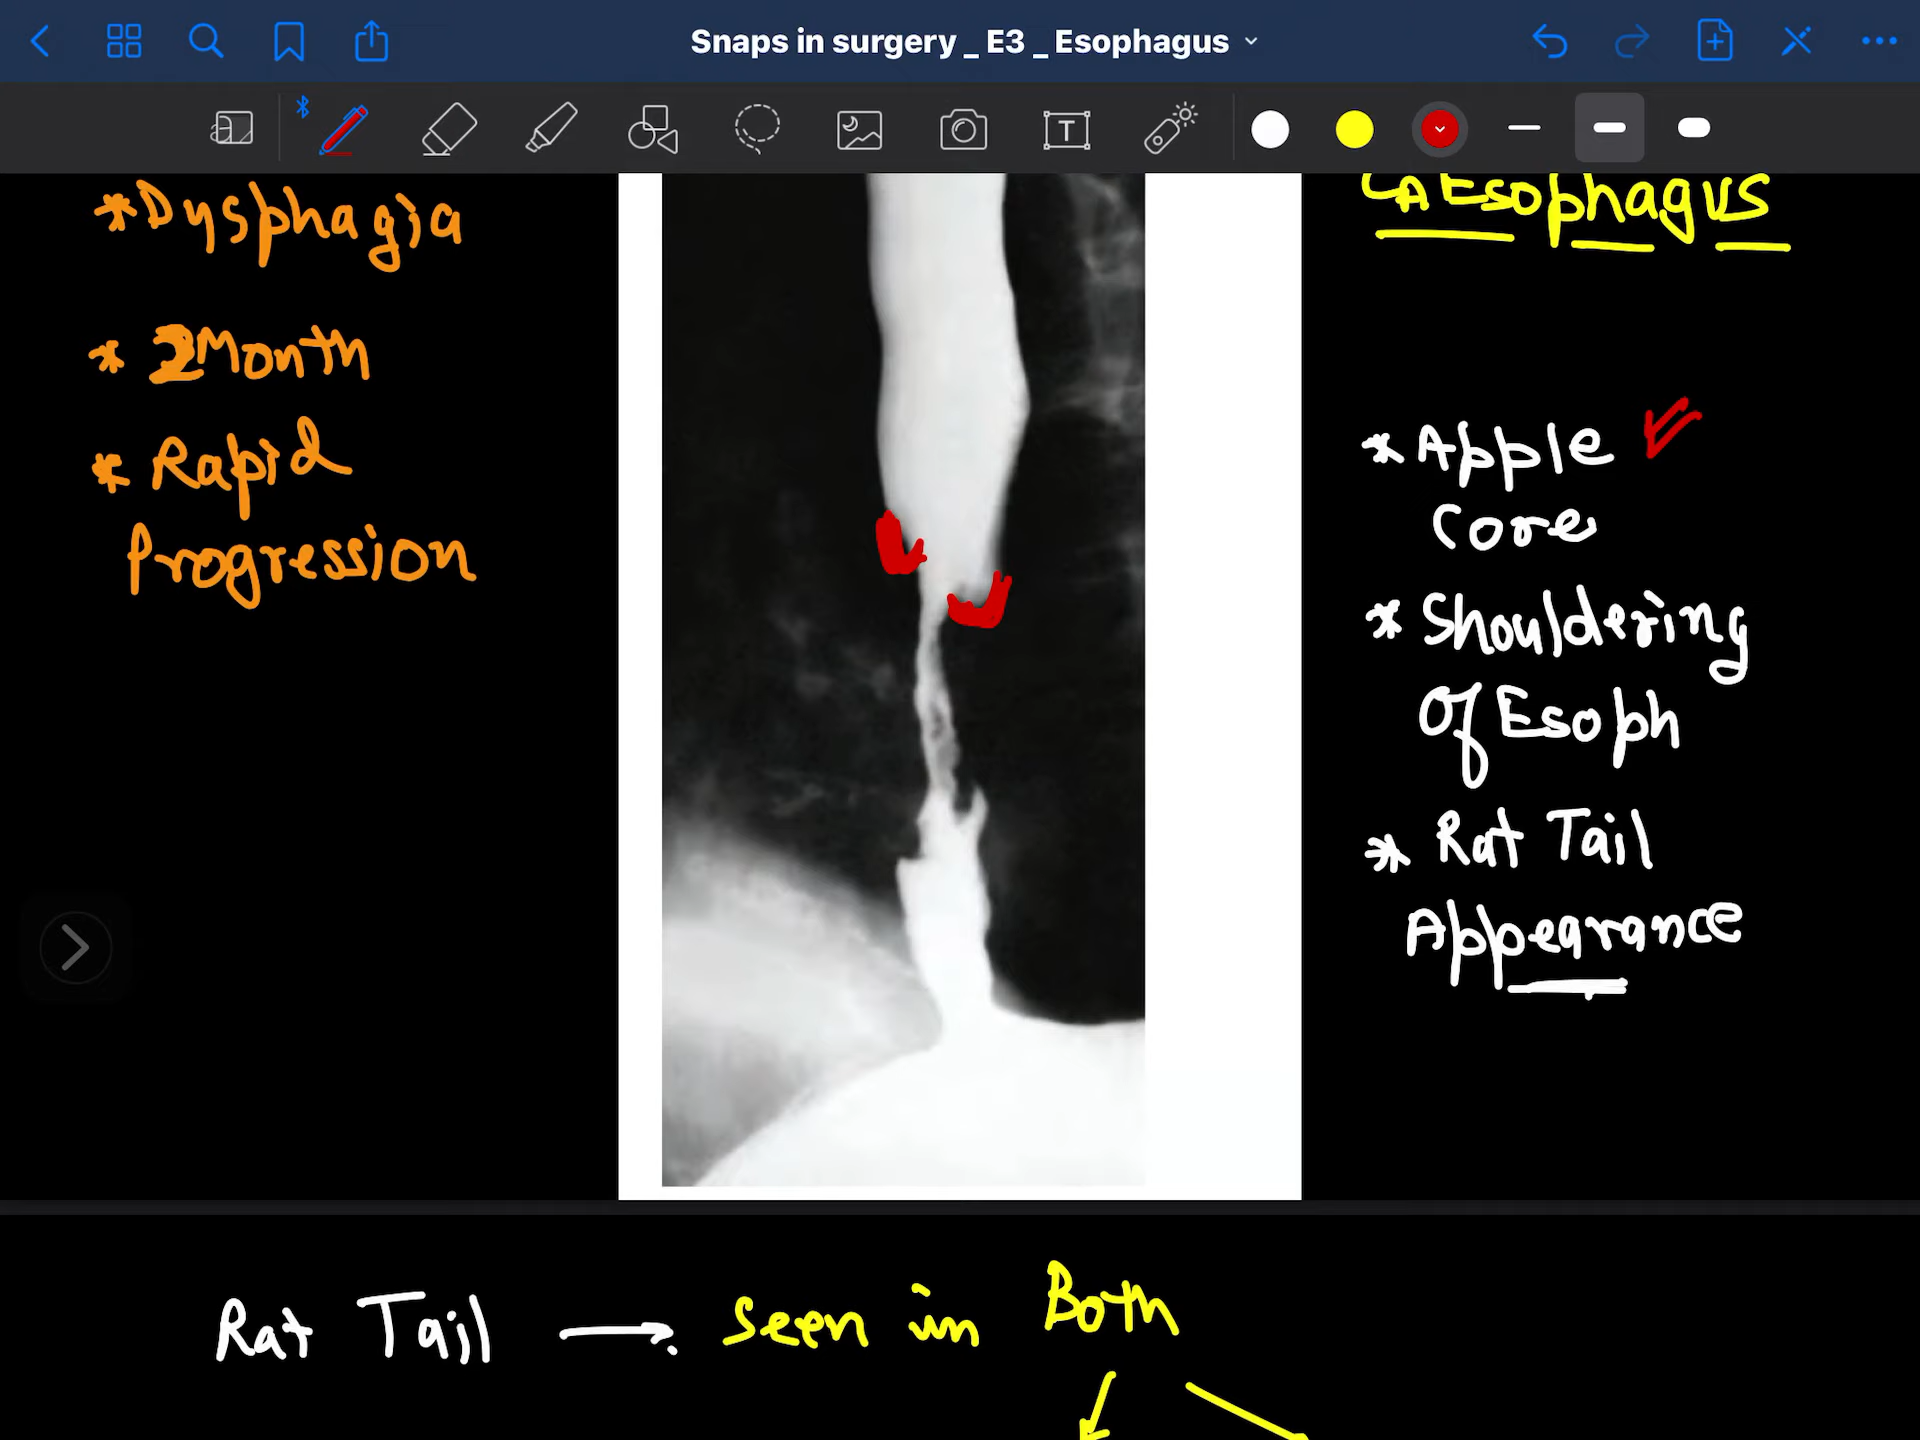 Snaps in surgery _ E3 _ Esophagus
T
*Dysphagia
* 2Month
* Rapid
Progression
CA Esophagus
*Apple
Core
* Shouldering
Of Esoph
* Rat Tail
Appearance
Rat Tail → Seen in Both